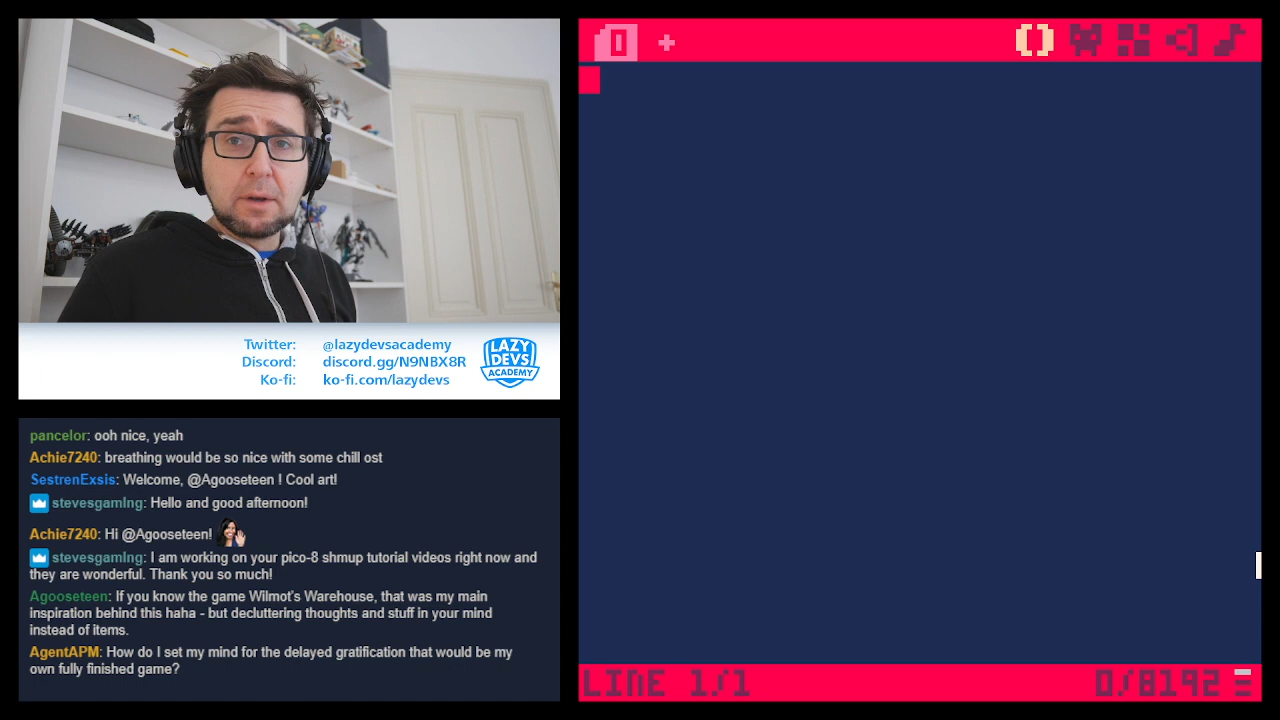 Twitter: @lazydevsacademy
Discord: discord.gg/N9NBX8R
Ko-fi: ko-fi.com/lazydevs
LAZY
DEVS
ACADEMY
pancelor: ooh nice, yeah
Achie7240: breathing would be so nice with some chill ost
SestrenExsis: Welcome, @Agooseteen ! Cool art!
stevesgamIng: Hello and good afternoon!
Achie7240: Hi @Agooseteen!
stevesgamIng: I am working on your pico-8 shmup tutorial videos right now and
they are wonderful. Thank you so much!
Agooseteen: If you know the game Wilmot's Warehouse, that was my main
inspiration behind this haha - but decluttering thoughts and stuff in your mind
instead of items.
AgentAPM: How do I set my mind for the delayed gratification that would be my
own fully finished game?
0 +
LINE 1/1 0/8192